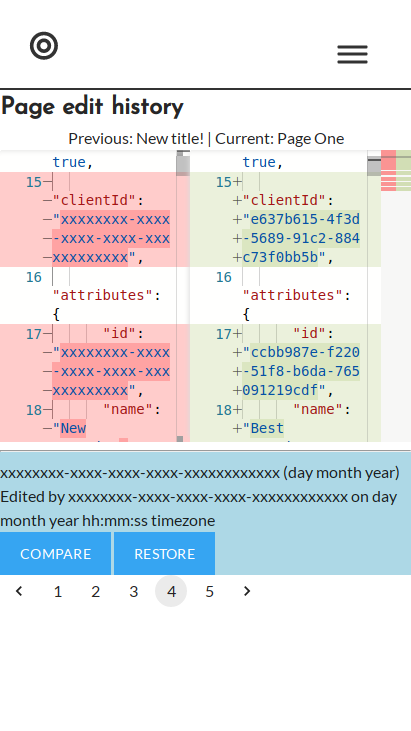 Page edit history
Previous: New title! | Current: Page One
true,
15−
−"clientId":
−"xxxxxxxx-xxxx
−-xxxx-xxxx-xxx
−xxxxxxxxx",
16
"attributes":
{
17− "id":
−"xxxxxxxx-xxxx
−-xxxx-xxxx-xxx
−xxxxxxxxx",
18− "name":
−"New
true,
15+
+"clientId":
+"e637b615-4f3d
+-5689-91c2-884
+c73f0bb5b",
16
"attributes":
{
17+ "id":
+"ccbb987e-f220
+-51f8-b6da-765
+091219cdf",
18+ "name":
+"Best
xxxxxxxx-xxxx-xxxx-xxxx-xxxxxxxxxxxx (day month year)
Edited by xxxxxxxx-xxxx-xxxx-xxxx-xxxxxxxxxxxx on day
month year hh:mm:ss timezone
COMPARE RESTORE
1 2 3 4 5